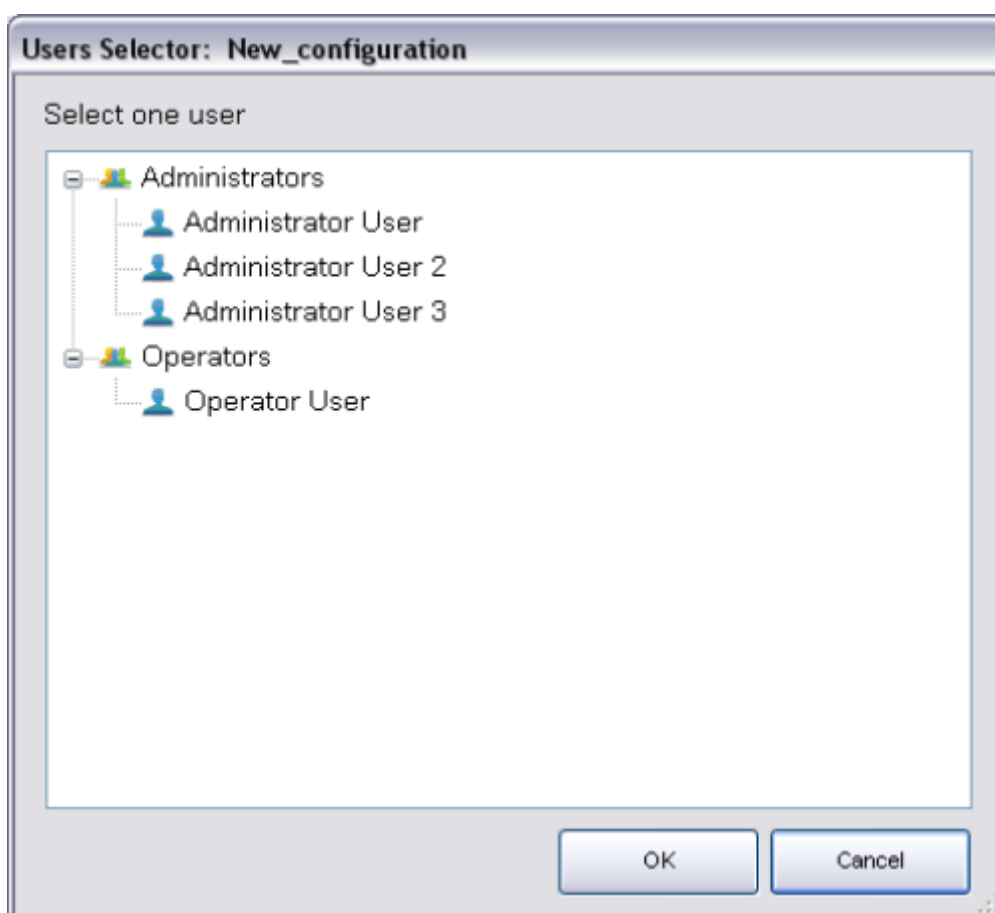 Users Selector: New_configuration
Select one user
Administrators
Administrator User
Administrator User 2
Administrator User 3
Operators
Operator User
OK Cancel